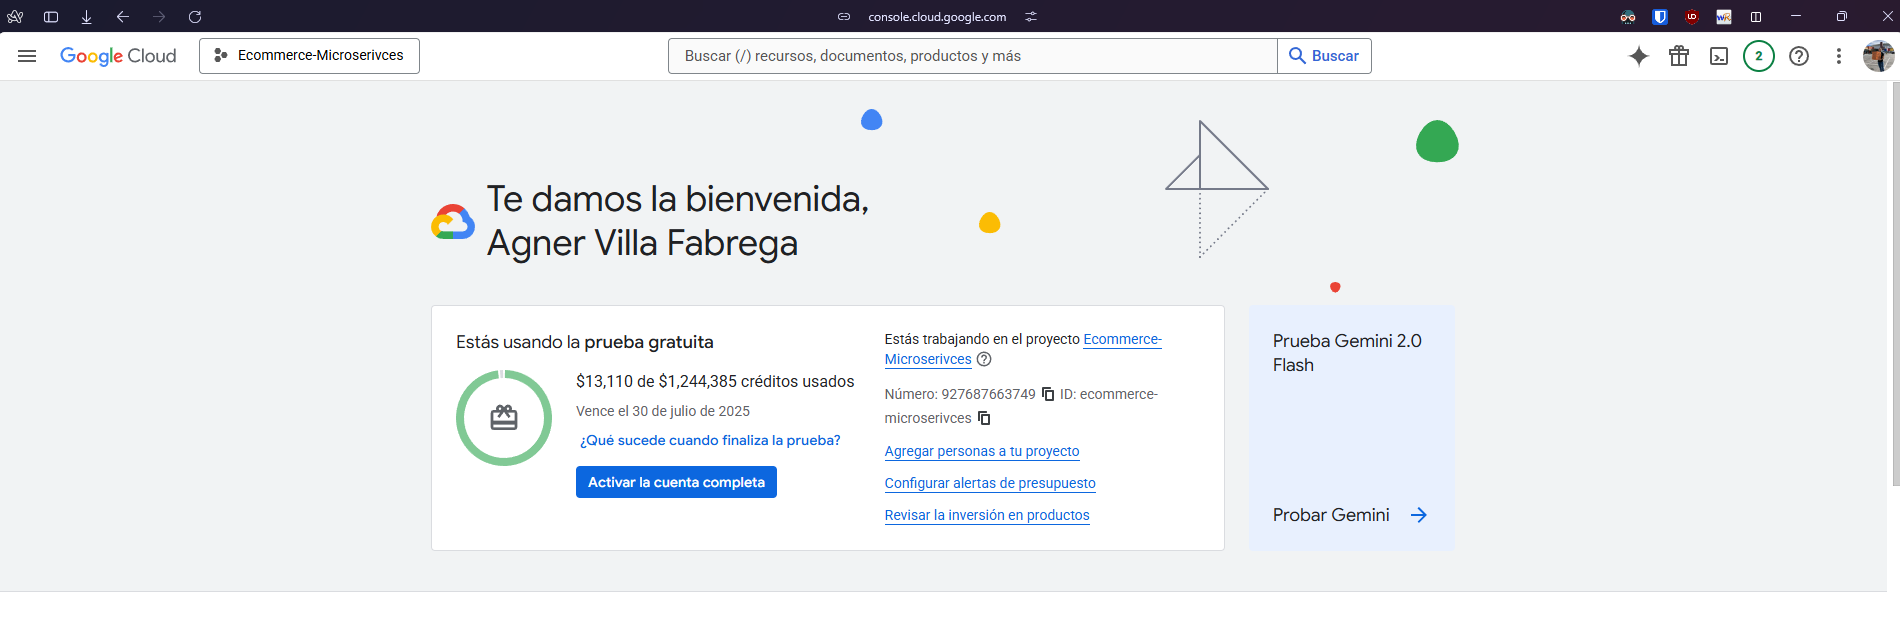 console.cloud.google.com
Google Cloud
Ecommerce-Microserivces
Buscar (/) recursos, documentos, productos y más
Buscar
2
Te damos la bienvenida,
Agner Villa Fabrega
Estás usando la prueba gratuita
$13,110 de $1,244,385 créditos usados
Vence el 30 de julio de 2025
¿Qué sucede cuando finaliza la prueba?
Activar la cuenta completa
Estás trabajando en el proyecto Ecommerce-
Microserivces
Número: 927687663749 ID: ecommerce-
microserivces
Agregar personas a tu proyecto
Configurar alertas de presupuesto
Revisar la inversión en productos
Prueba Gemini 2.0
Flash
Probar Gemini